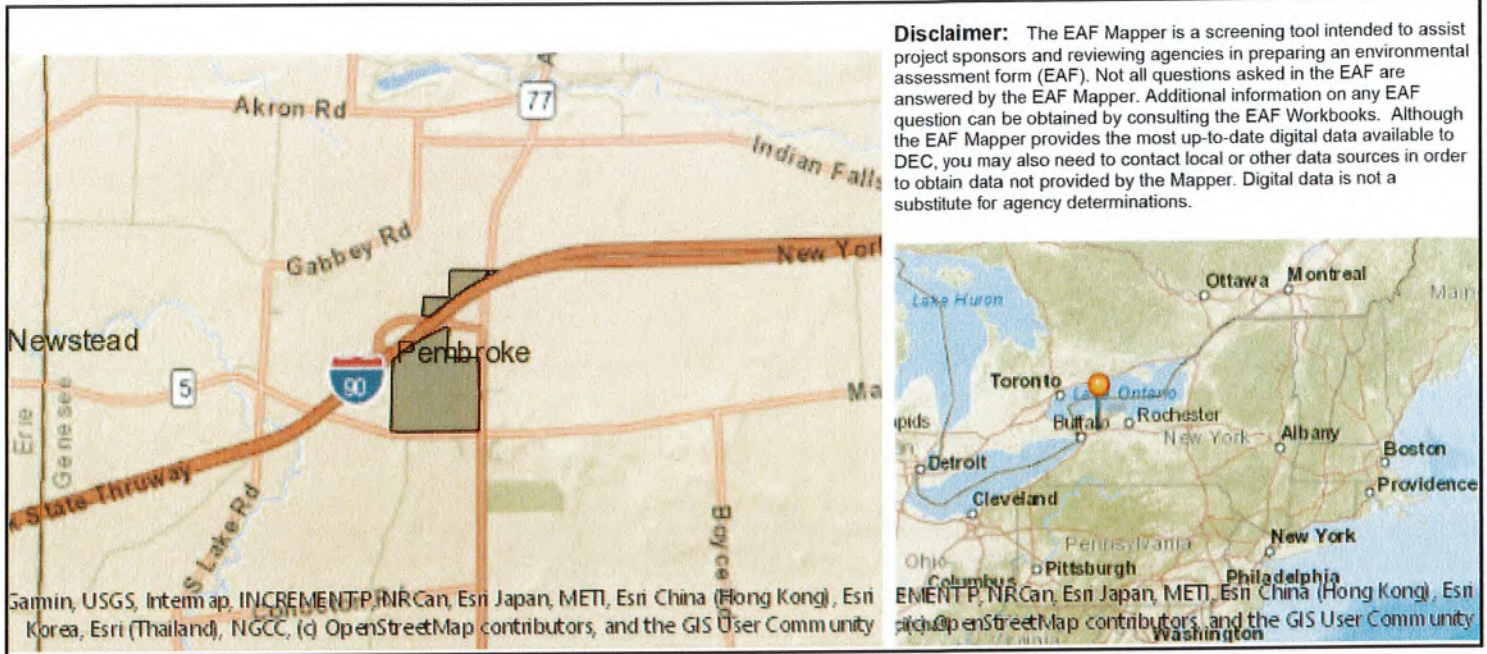 Disclaimer: The EAF Mapper is a screening tool intended to assist
project sponsors and reviewing agencies in preparing an environmental
assessment form (EAF). Not all questions asked in the EAF are
answered by the EAF Mapper. Additional information on any EAF
question can be obtained by consulting the EAF Workbooks. Although
the EAF Mapper provides the most up-to-date digital data available to
DEC, you may also need to contact local or other data sources in order
to obtain data not provided by the Mapper. Digital data is not a
substitute for agency determinations.
Akron Rd
77
Indian Falls
Gabbey Rd
New York
Newstead
Pembroke
90
5
Ma
Erie
Genesee
State Thruway
S Lake Rd
Boyce
Garmin, USGS, Intermap, INCREMENT P, NRCan, Esri Japan, METI, Esri China (Hong Kong), Esri
Korea, Esri (Thailand), NGCC, (c) OpenStreetMap contributors, and the GIS User Community
Ottawa
Montreal
Main
Lake Huron
Toronto
Lake Ontario
apids
Buffalo
Rochester
New York
Albany
Detroit
Boston
Providence
Cleveland
New York
Pennsylvania
Ohio
Pittsburgh
Columbus
Philadelphia
EMENT P, NRCan, Esri Japan, METI, Esri China (Hong Kong), Esri
(c) OpenStreetMap contributors, and the GIS User Community
Washington